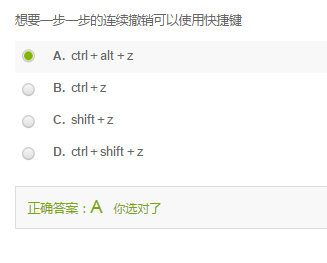 想要一步一步的连续撤销可以使用快捷键
A. ctrl + alt + z
B. ctrl + z
C. shift + z
D. ctrl + shift + z
正确答案：A 你选对了